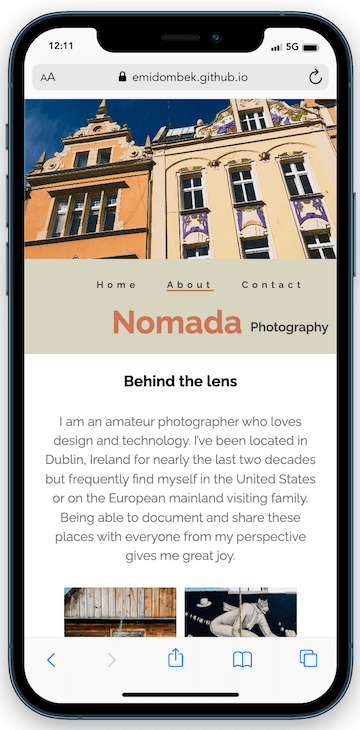 12:11 5G
AA emidombek.github.io
Home About Contact
Nomada Photography
Behind the lens
I am an amateur photographer who loves
design and technology. I've been located in
Dublin, Ireland for nearly the last two decades
but frequently find myself in the United States
or on the European mainland visiting family.
Being able to document and share these
places with everyone from my perspective
gives me great joy.